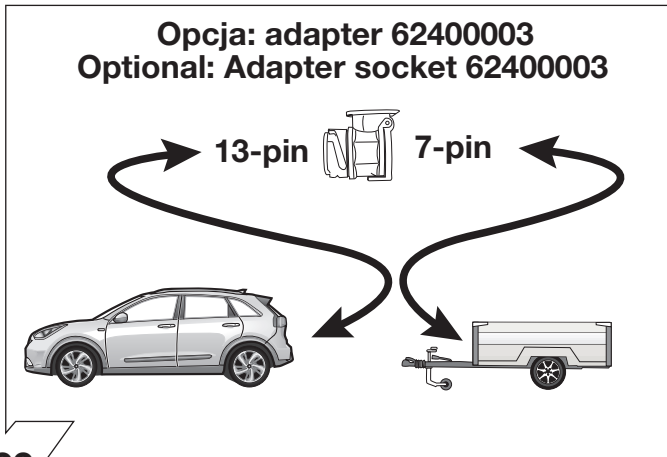 Opcja: adapter 62400003
Optional: Adapter socket 62400003
13-pin 7-pin